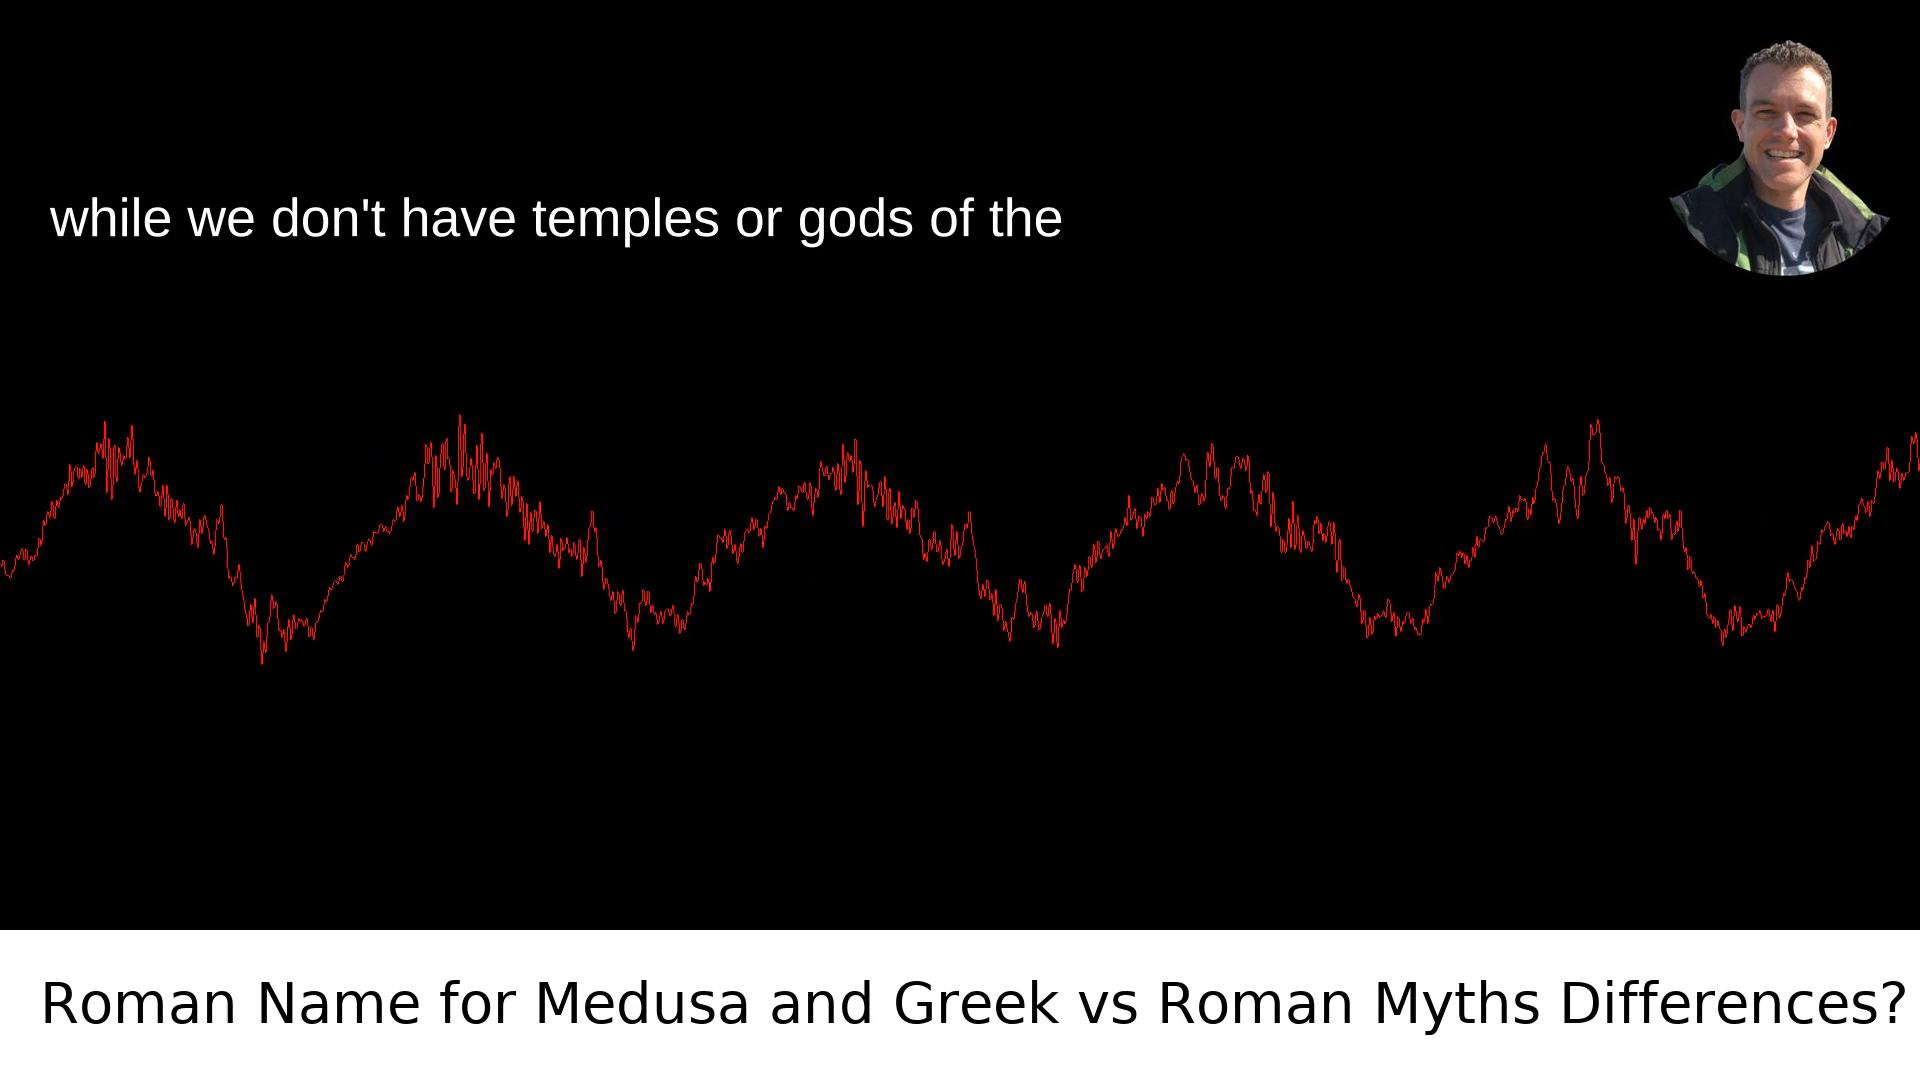 while we don't have temples or gods of the
Roman Name for Medusa and Greek vs Roman Myths Differences?